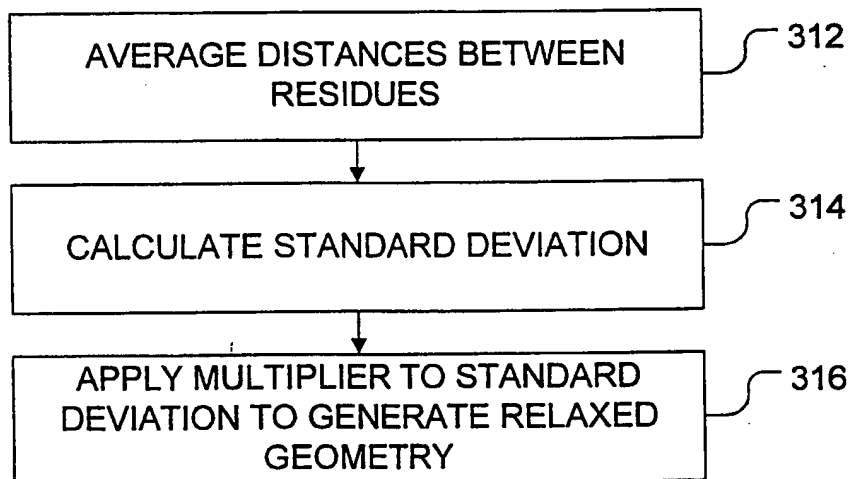 AVERAGE DISTANCES BETWEEN
RESIDUES
312
CALCULATE STANDARD DEVIATION
314
APPLY MULTIPLIER TO STANDARD
DEVIATION TO GENERATE RELAXED
GEOMETRY
316